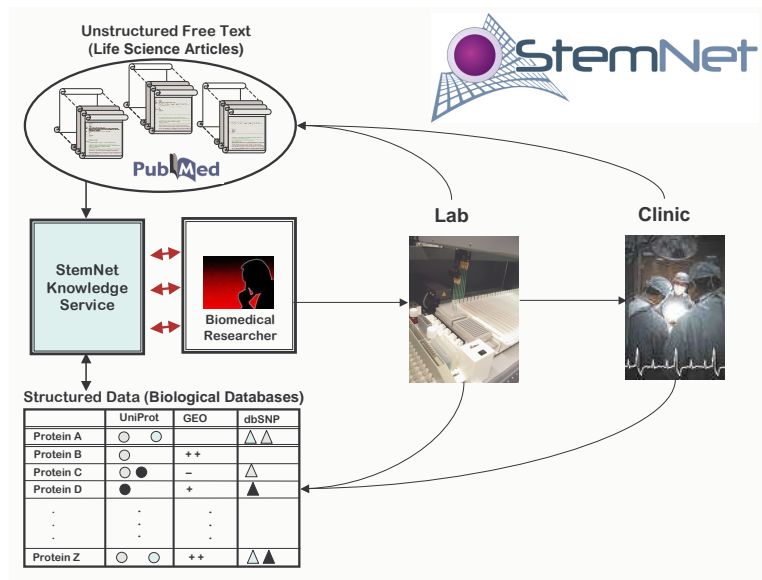 Unstructured Free Text
(Life Science Articles)
StemNet
PubMed
Lab
Clinic
StemNet
Knowledge
Service
Biomedical
Researcher
Structured Data (Biological Databases)
UniProt GEO dbSNP
Protein A
Protein B ++
Protein C –
Protein D +
. . .
. . .
. . .
Protein Z ++